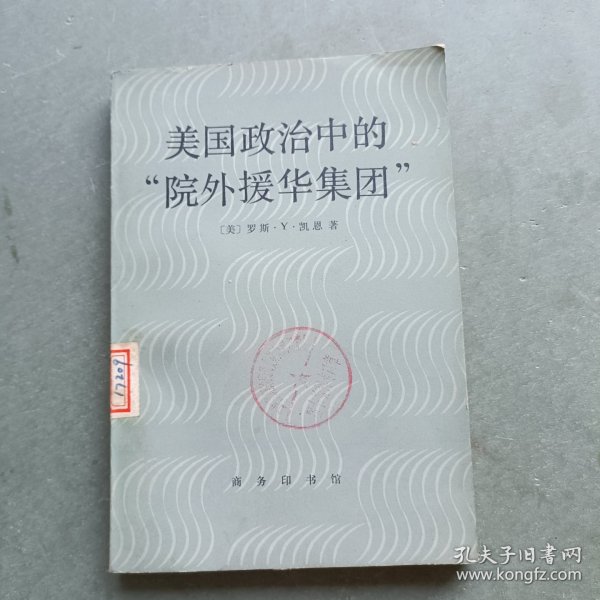 美国政治中的
“院外援华集团”
〔美〕罗斯·Y·凯恩著
17209
商务印书馆
孔夫子旧书网
www.kongfz.com